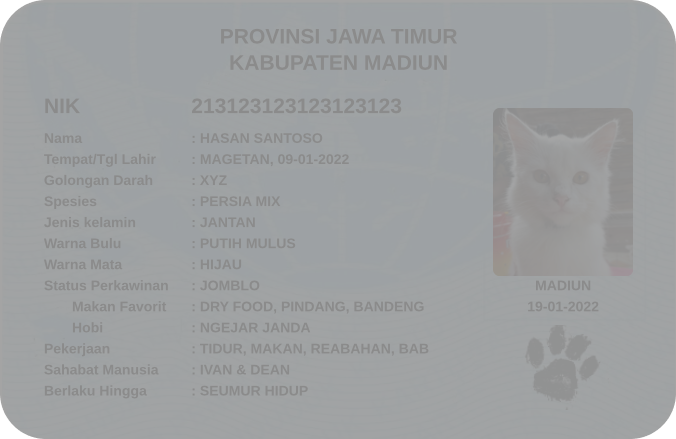 PROVINSI JAWA TIMUR
KABUPATEN MADIUN
NIK 213123123123123123
Nama : HASAN SANTOSO
Tempat/Tgl Lahir : MAGETAN, 09-01-2022
Golongan Darah : XYZ
Spesies : PERSIA MIX
Jenis kelamin : JANTAN
Warna Bulu : PUTIH MULUS
Warna Mata : HIJAU
Status Perkawinan : JOMBLO
Makan Favorit : DRY FOOD, PINDANG, BANDENG
Hobi : NGEJAR JANDA
Pekerjaan : TIDUR, MAKAN, REABAHAN, BAB
Sahabat Manusia : IVAN & DEAN
Berlaku Hingga : SEUMUR HIDUP
MADIUN
19-01-2022